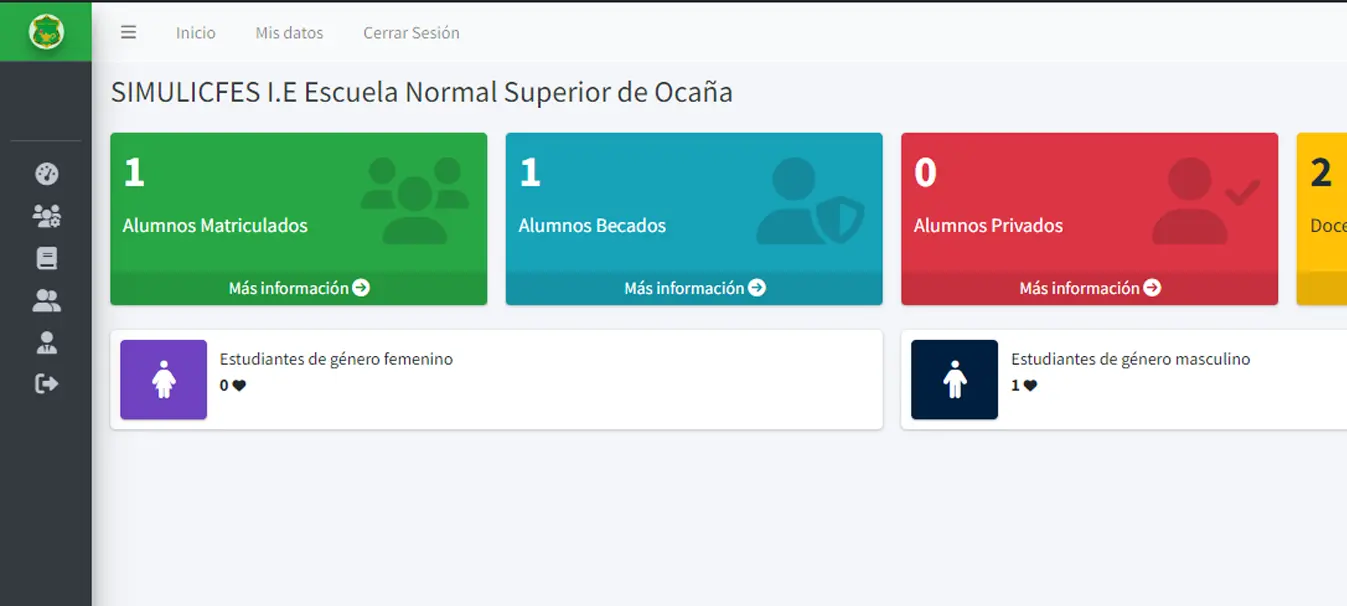 Inicio Mis datos Cerrar Sesión
SIMULICFES I.E Escuela Normal Superior de Ocaña
1 1 0 2
Alumnos Matriculados Alumnos Becados Alumnos Privados Doce
Más información Más información Más información
Estudiantes de género femenino Estudiantes de género masculino
0 1